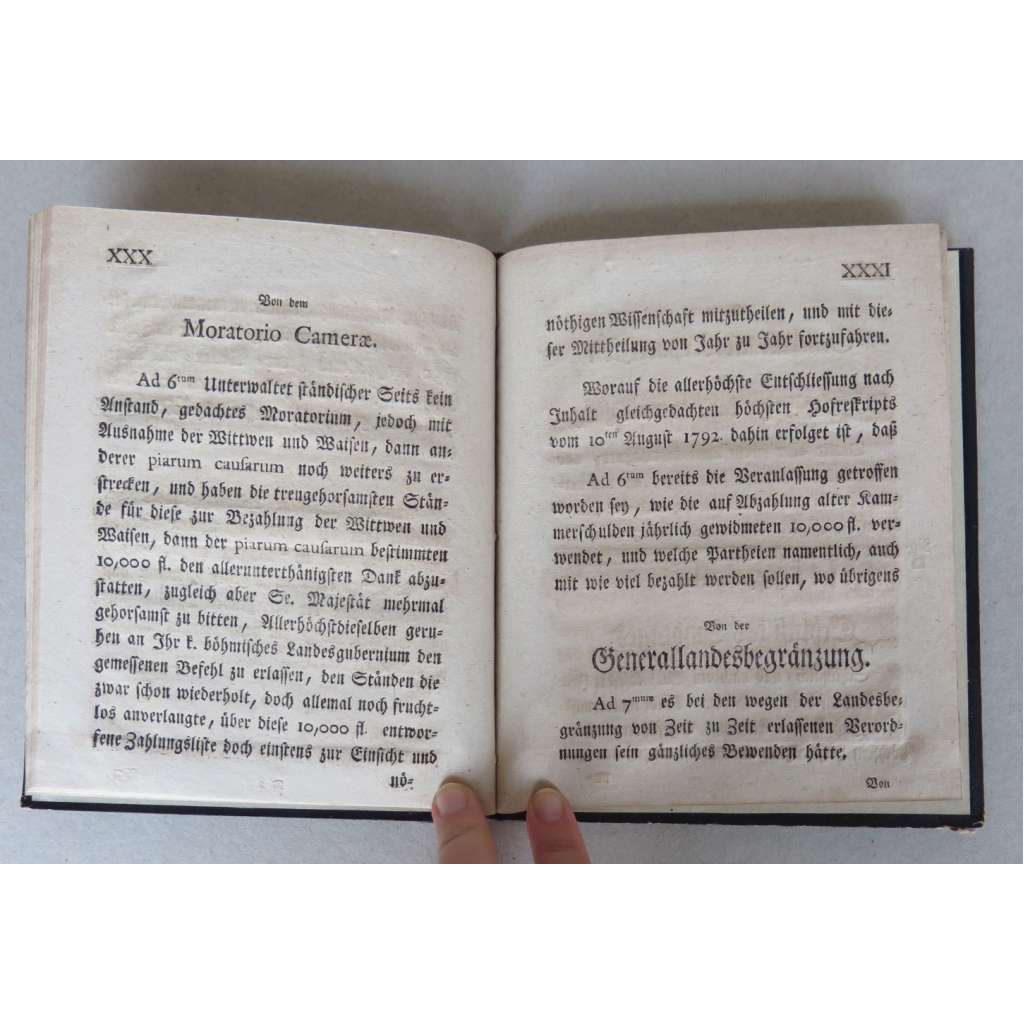 XXX
Von dem
Moratorio Cameræ.
Ad 6tum Unterwaltet ständischer Seits kein
Anstand, gedachtes Moratorium, jedoch mit
Ausnahme der Wittwen und Waisen, dann an-
derer piarum causarum noch weiters zu er-
strecken, und haben die treugehorsamsten Stän-
de für diese zur Bezahlung der Wittwen und
Waisen, dann der piarum causarum bestimmten
10,000 fl. den allerunterthänigsten Dank abzu-
statten, zugleich aber Se. Majestät mehrmal
gehorsamst zu bitten, Allerhöchstdieselben geru-
hen an Ihr k. böhmisches Landesgubernium den
gemessenen Befehl zu erlassen, den Ständen die
zwar schon wiederholt, doch allemal noch frucht-
los anverlangte, über diese 10,000 fl. entwor-
fene Zahlungsliste doch einstens zur Einsicht und
nö-
XXXI
nöthigen Wissenschaft mitzutheilen, und mit die-
ser Mittheilung von Jahr zu Jahr fortzufahren.
Worauf die allerhöchste Entschliessung nach
Inhalt gleichgedachten höchsten Hofreskripts
vom 10ten August 1792. dahin erfolget ist, daß
Ad 6tum bereits die Veranlassung getroffen
worden sey, wie die auf Abzahlung alter Kam-
merschulden jährlich gewidmeten 10,000 fl. ver-
wendet, und welche Partheien namentlich, auch
mit wie viel bezahlt werden sollen, wo übrigens
Von der
Generallandesbegränzung.
Ad 7mum es bei den wegen der Landesbe-
gränzung von Zeit zu Zeit erlassenen Verord-
nungen sein gänzliches Bewenden hätte.
Von